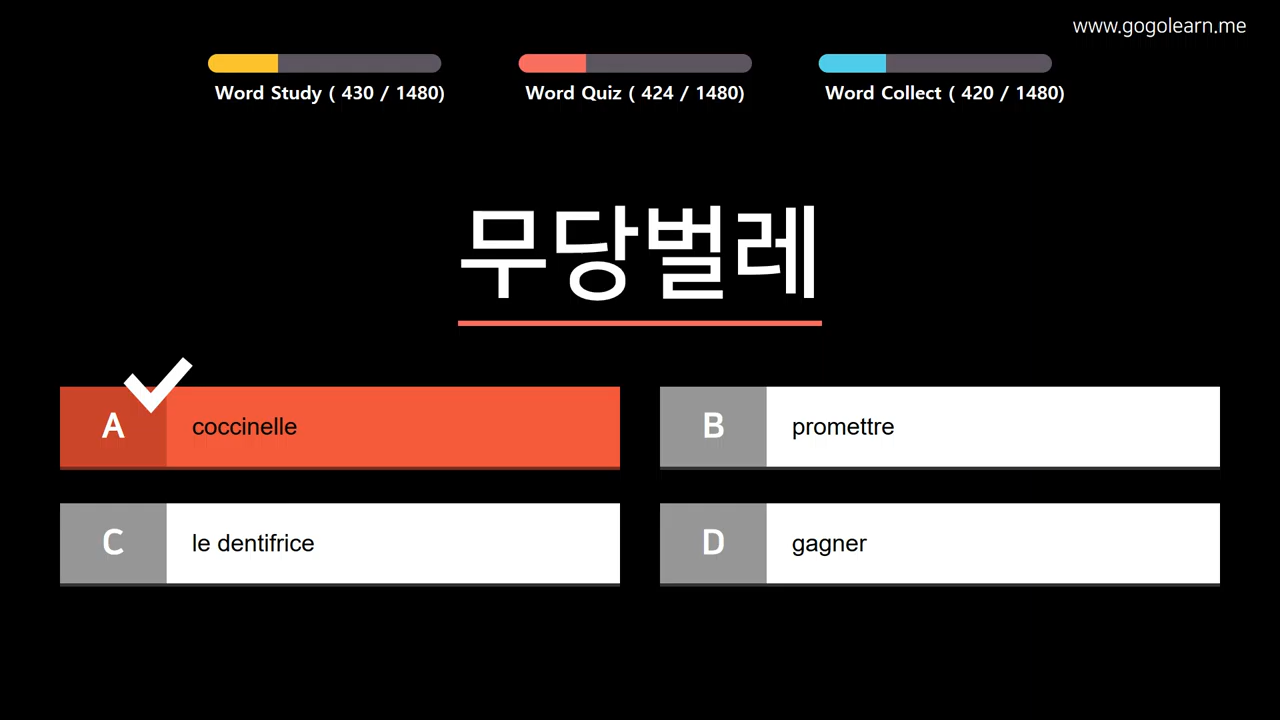 www.gogolearn.me
Word Study ( 430 / 1480)
Word Quiz ( 424 / 1480)
Word Collect ( 420 / 1480)
무당벌레
A coccinelle
B promettre
C le dentifrice
D gagner